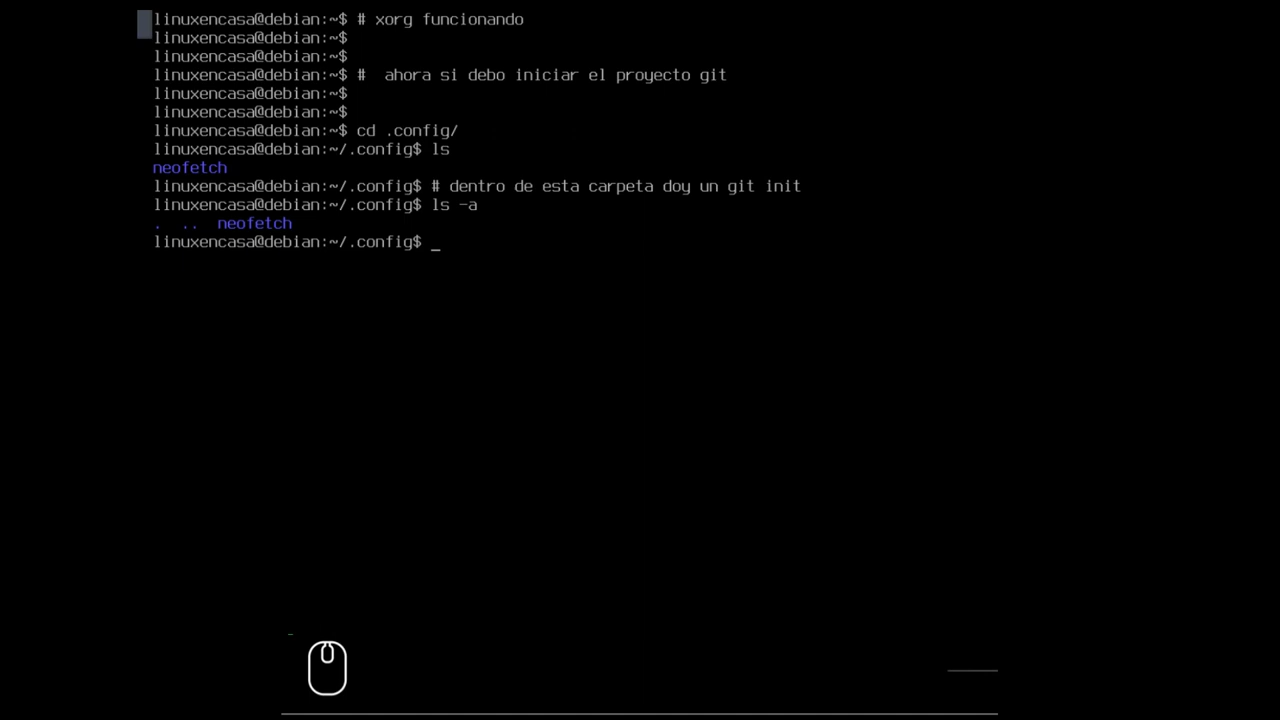 linuxencasa@debian:~$ # xorg funcionando
linuxencasa@debian:~$
linuxencasa@debian:~$
linuxencasa@debian:~$ #  ahora si debo iniciar el proyecto git
linuxencasa@debian:~$
linuxencasa@debian:~$
linuxencasa@debian:~$ cd .config/
linuxencasa@debian:~/.config$ ls
neofetch
linuxencasa@debian:~/.config$ # dentro de esta carpeta doy un git init
linuxencasa@debian:~/.config$ ls -a
.  ..  neofetch
linuxencasa@debian:~/.config$ _